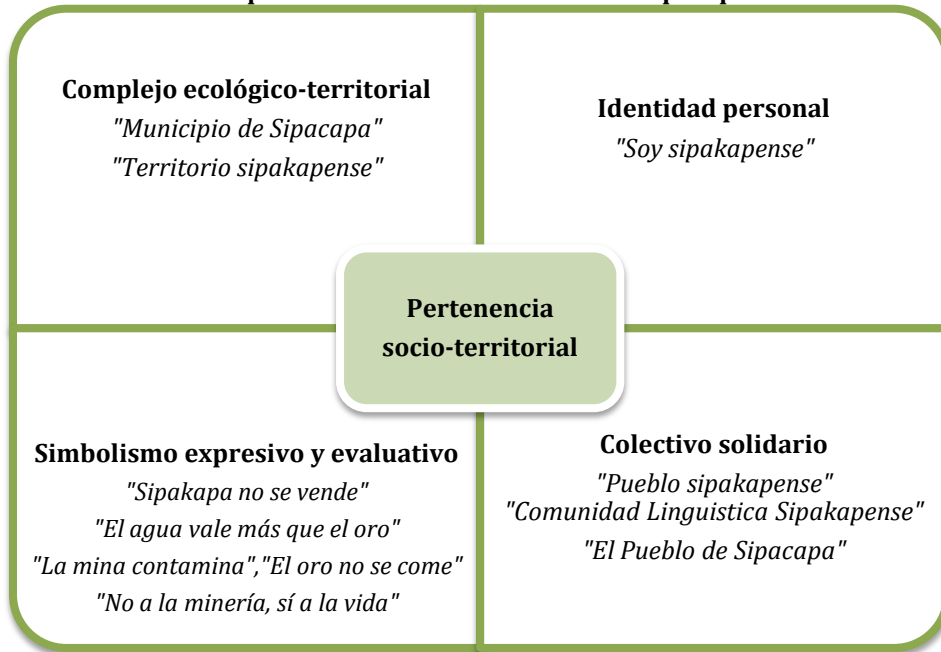 Complejo ecológico-territorial
"Municipio de Sipacapa"
"Territorio sipakapense"
Identidad personal
"Soy sipakapense"
Pertenencia
socio-territorial
Simbolismo expresivo y evaluativo
"Sipakapa no se vende"
"El agua vale más que el oro"
"La mina contamina","El oro no se come"
"No a la minería, sí a la vida"
Colectivo solidario
"Pueblo sipakapense"
"Comunidad Linguistica Sipakapense"
"El Pueblo de Sipacapa"